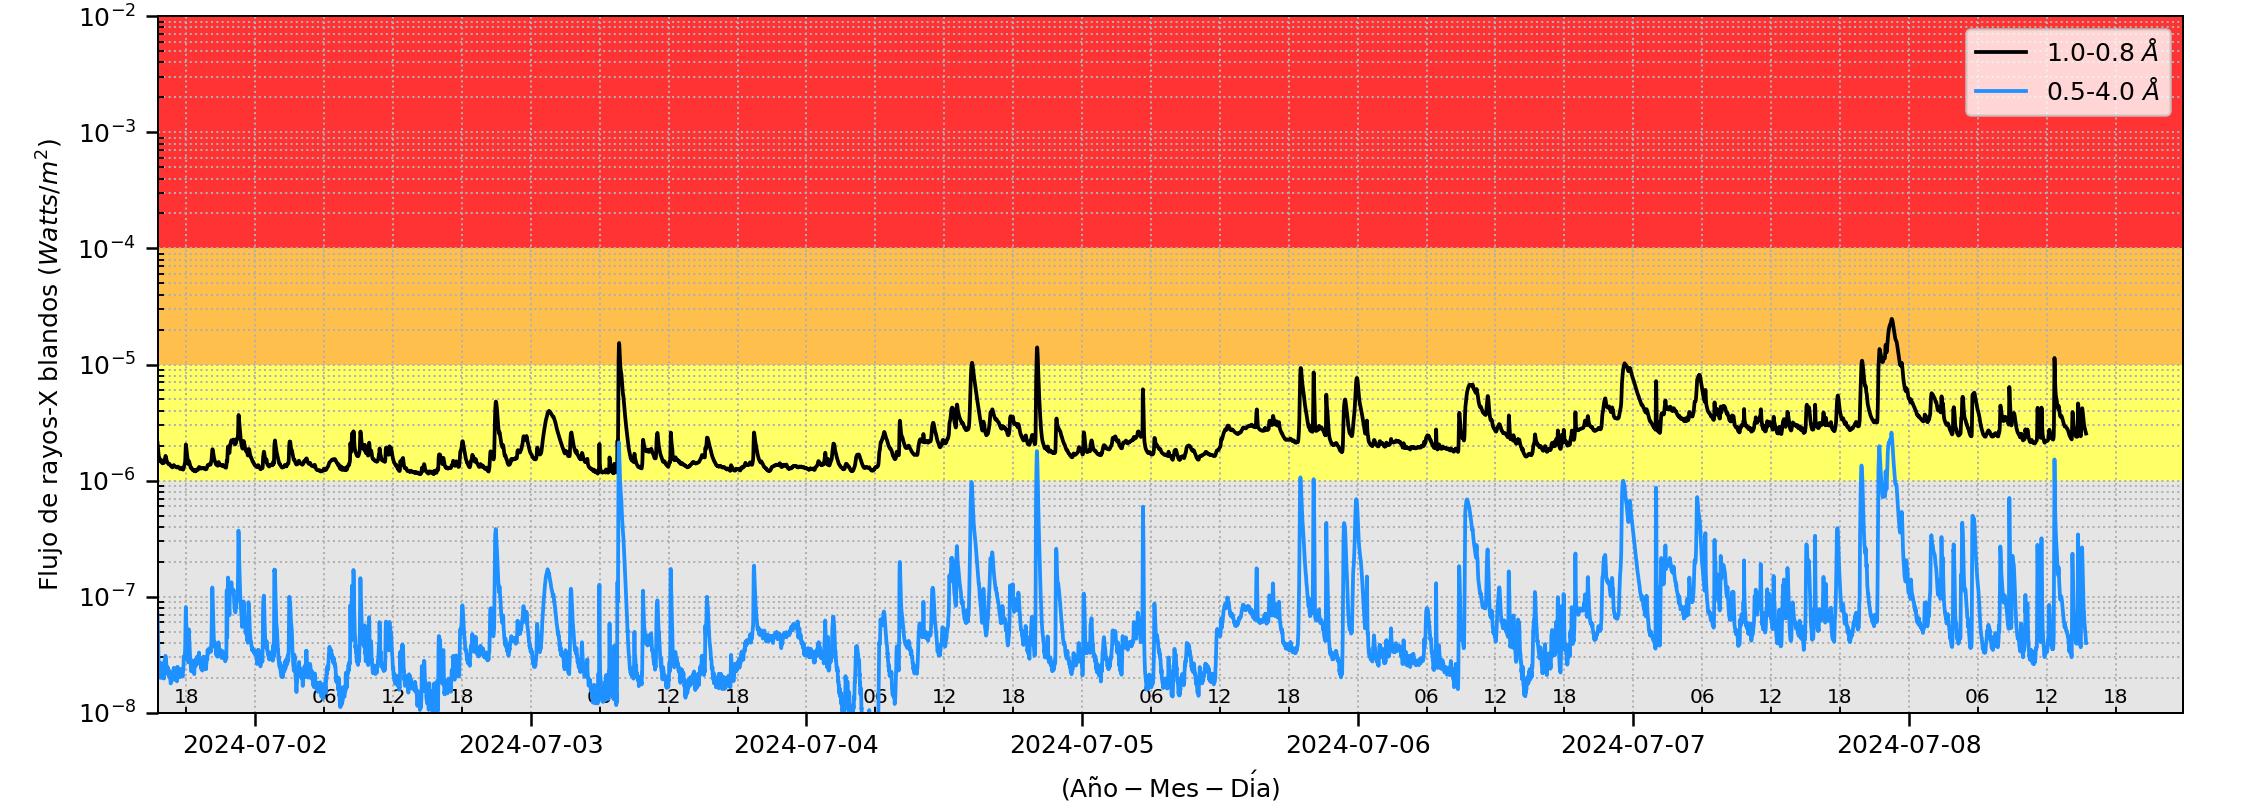 10⁻²
1.0-0.8 Å
0.5-4.0 Å
10⁻³
10⁻⁴
10⁻⁵
10⁻⁶
10⁻⁷
10⁻⁸
Flujo de rayos-X blandos (Watts/m²)
18 06 12 18 06 12 18 06 12 18 06 12 18 06 12 18 06 12 18 06 12 18
2024-07-02 2024-07-03 2024-07-04 2024-07-05 2024-07-06 2024-07-07 2024-07-08
(Año − Mes − Día)